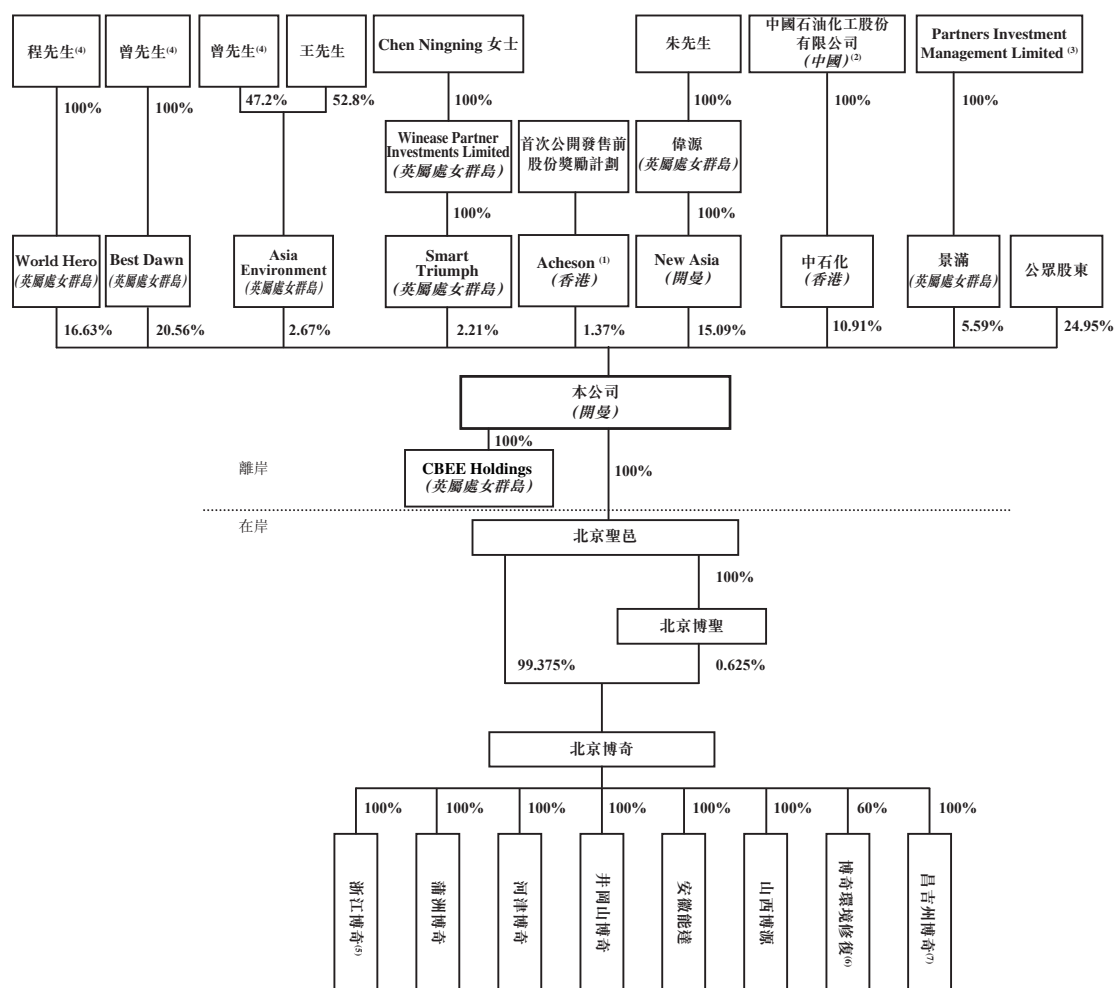 程先生(4)
曾先生(4)
曾先生(4)
王先生
Chen Ningning 女士
朱先生
中國石油化工股份
有限公司
(中國)(2)
Partners Investment
Management Limited (3)
100%
100%
47.2%
52.8%
100%
100%
100%
100%
Winease Partner
Investments Limited
(英屬處女群島)
首次公開發售前
股份獎勵計劃
偉源
(英屬處女群島)
100%
100%
World Hero
(英屬處女群島)
Best Dawn
(英屬處女群島)
Asia
Environment
(英屬處女群島)
Smart
Triumph
(英屬處女群島)
Acheson (1)
(香港)
New Asia
(開曼)
中石化
(香港)
景滿
(英屬處女群島)
公眾股東
16.63%
20.56%
2.67%
2.21%
1.37%
15.09%
10.91%
5.59%
24.95%
本公司
(開曼)
100%
CBEE Holdings
(英屬處女群島)
100%
離岸
在岸
北京聖邑
100%
北京博聖
99.375%
0.625%
北京博奇
100%
100%
100%
100%
100%
100%
60%
100%
浙江博奇(5)
蒲洲博奇
河津博奇
井岡山博奇
安徽能達
山西博源
博奇環境修復(6)
昌吉州博奇(7)